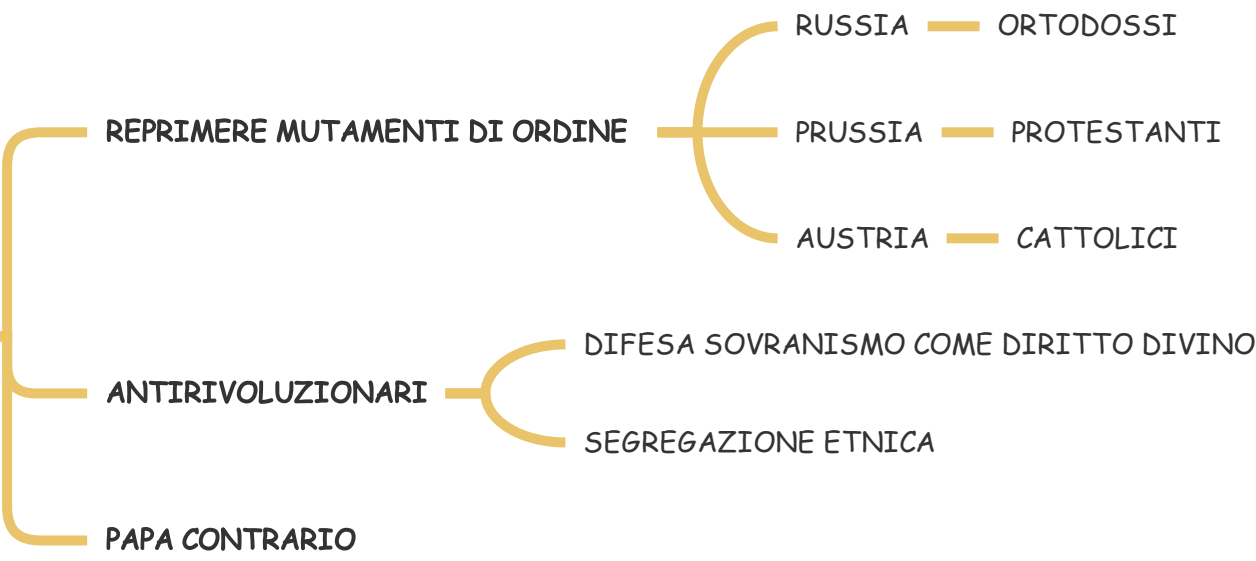 RUSSIA
ORTODOSSI
REPRIMERE MUTAMENTI DI ORDINE
PRUSSIA
PROTESTANTI
AUSTRIA
CATTOLICI
ANTIRIVOLUZIONARI
DIFESA SOVRANISMO COME DIRITTO DIVINO
SEGREGAZIONE ETNICA
PAPA CONTRARIO